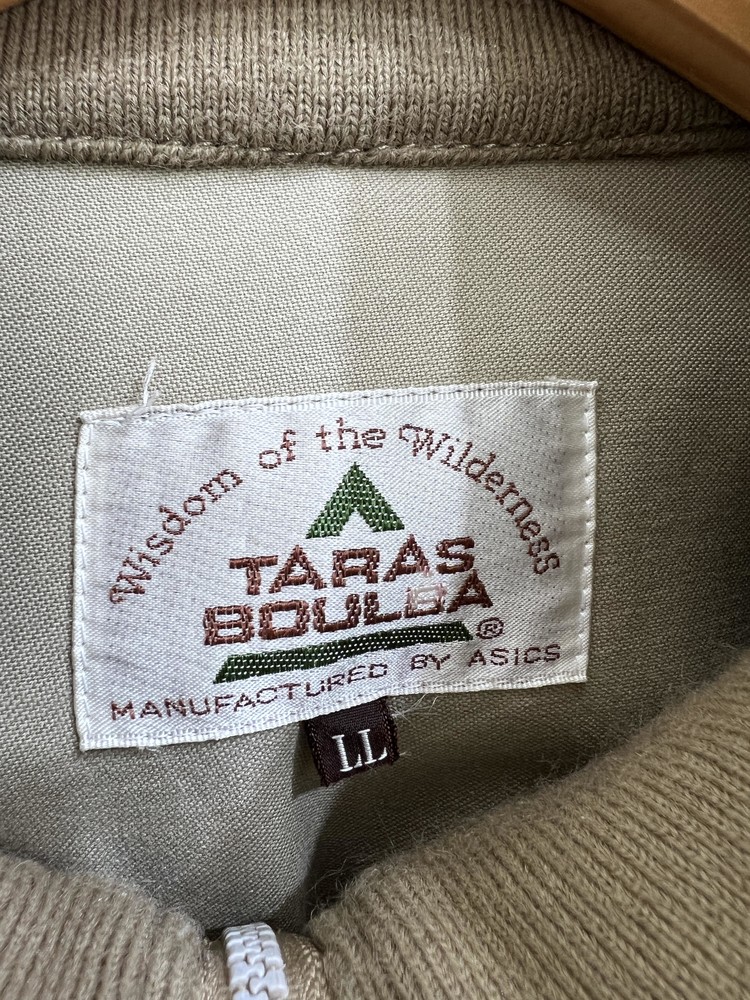 Wisdom of the Wilderness
TARAS
BOULBA®
MANUFACTURED BY ASICS
LL